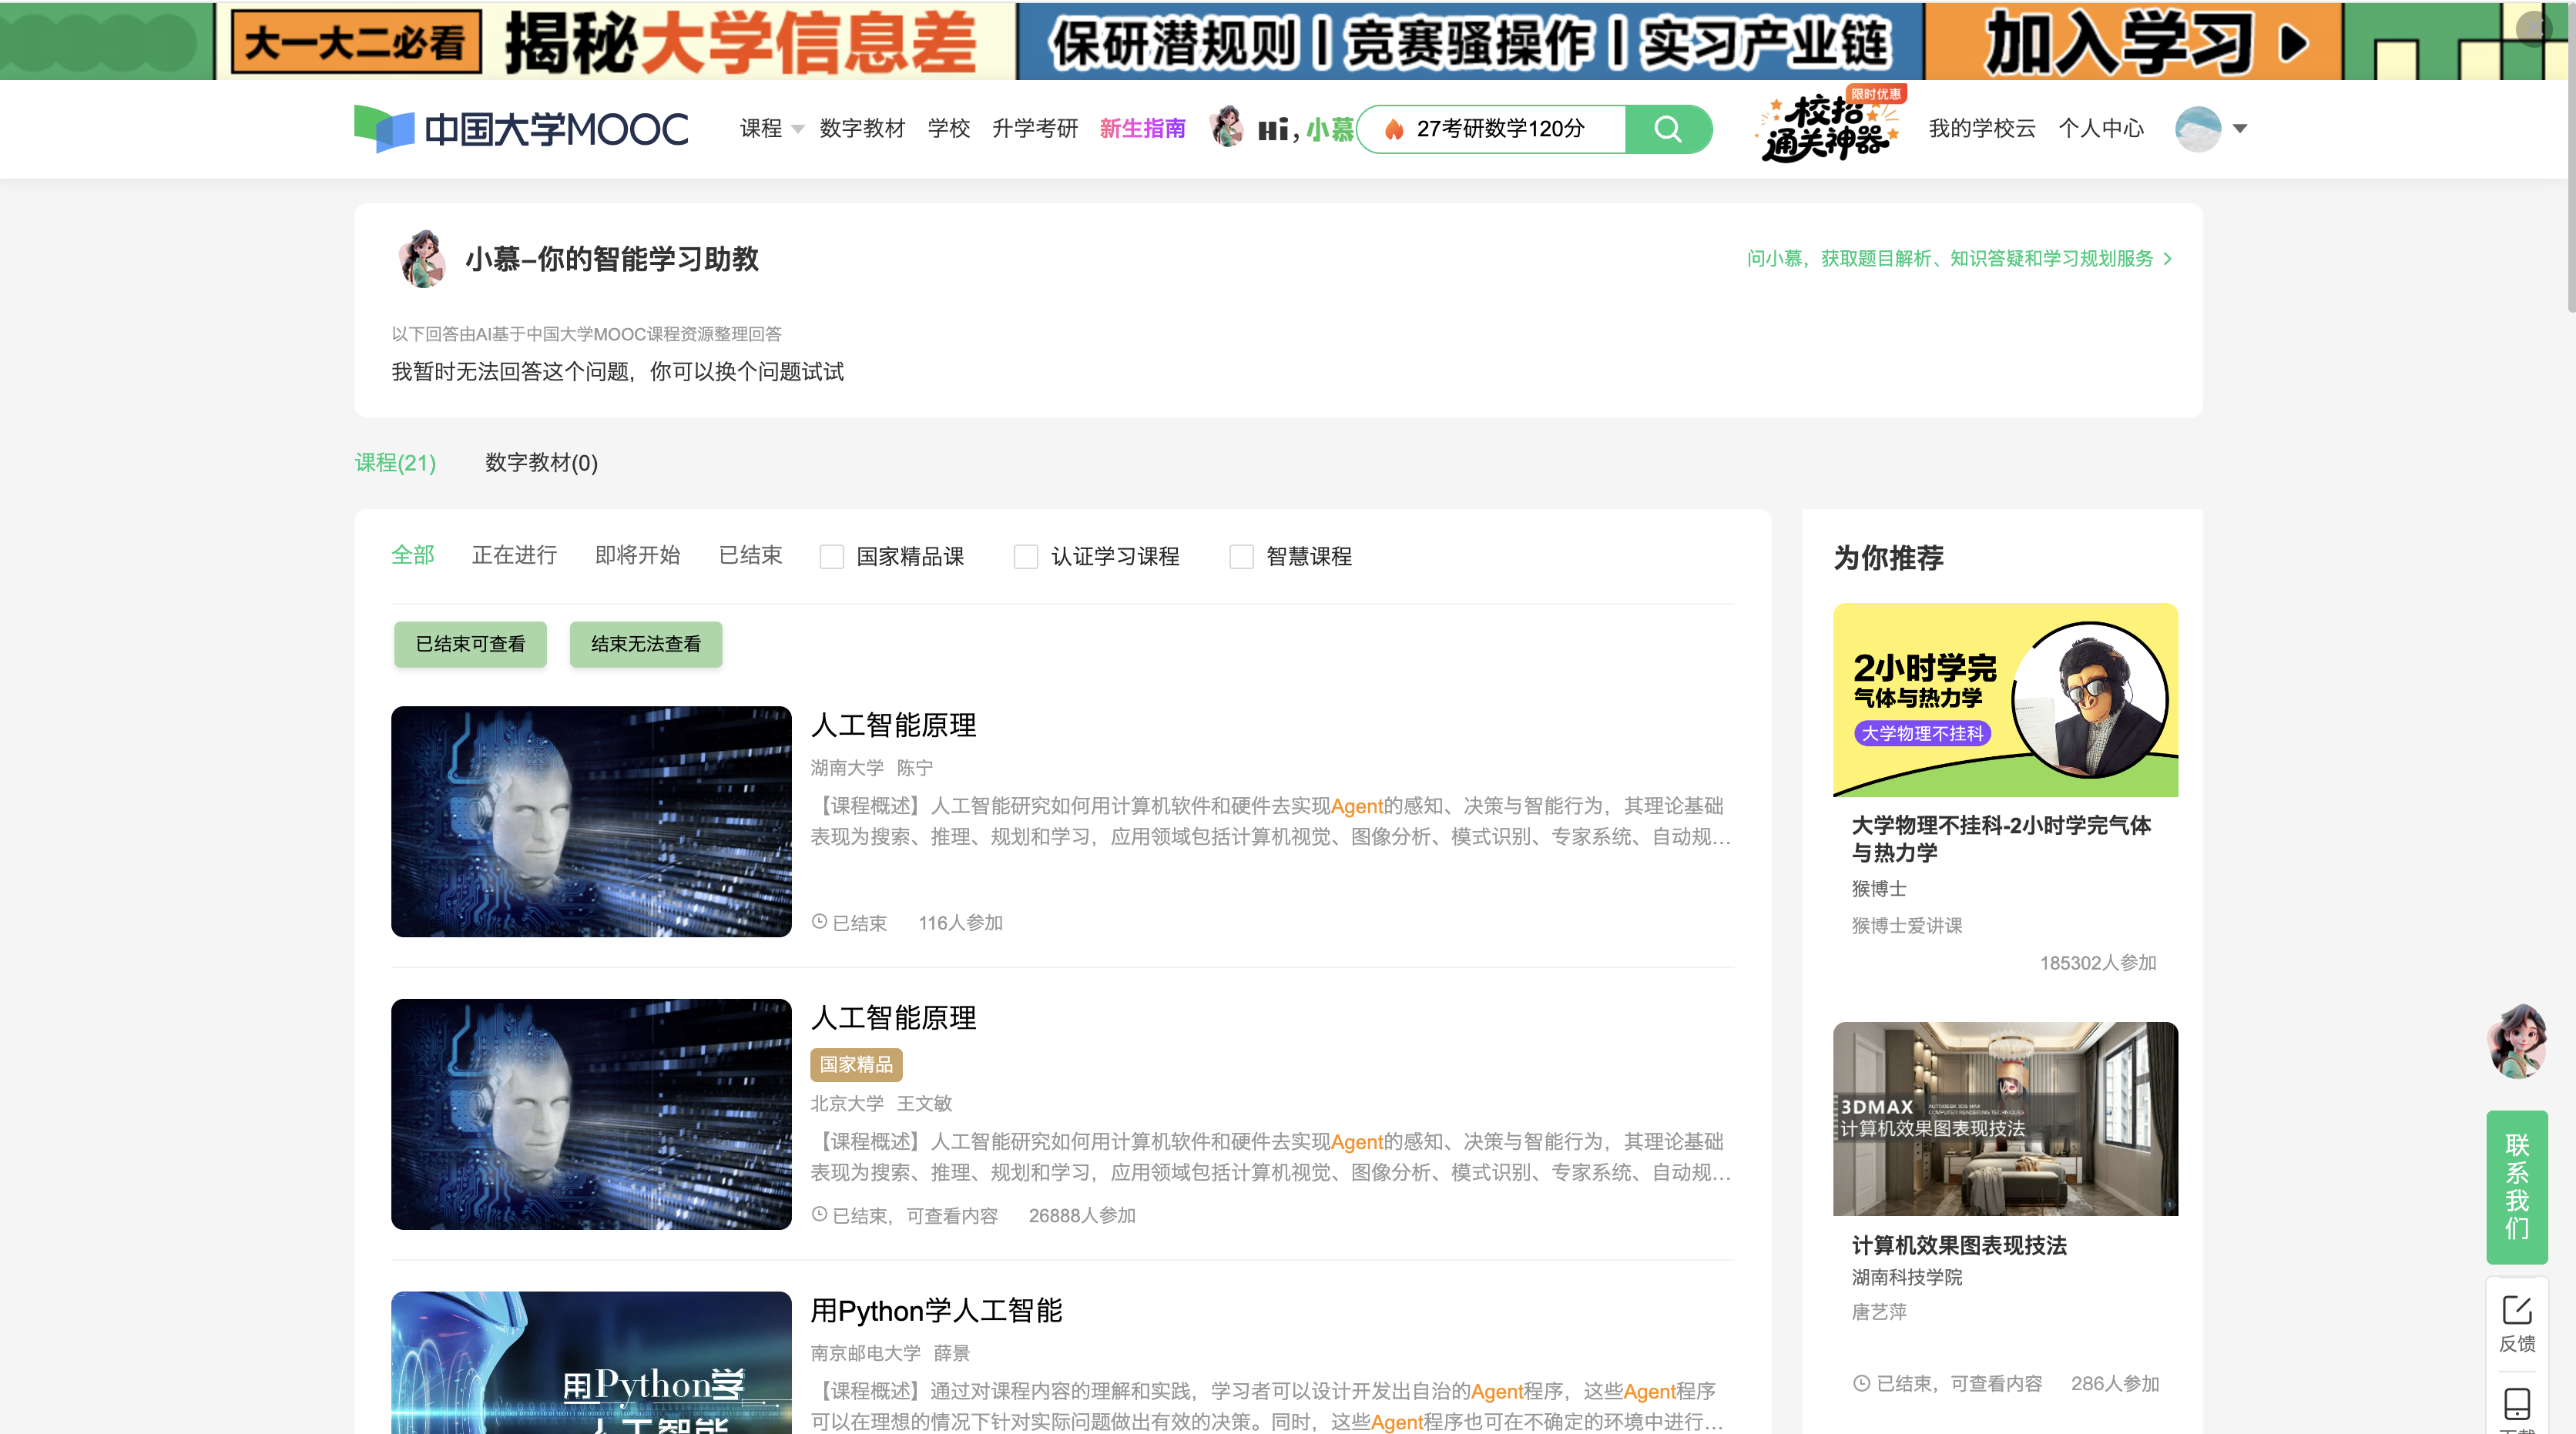 大一大二必看 揭秘大学信息差 保研潜规则 | 竞赛骚操作 | 实习产业链 加入学习
中国大学MOOC
课程 数字教材 学校 升学考研 新生指南 Hi,小慕 27考研数学120分
限时优惠
校招
通关神器
我的学校云 个人中心
小慕-你的智能学习助教
问小慕，获取题目解析、知识答疑和学习规划服务
以下回答由AI基于中国大学MOOC课程资源整理回答
我暂时无法回答这个问题，你可以换个问题试试
课程(21) 数字教材(0)
全部 正在进行 即将开始 已结束 国家精品课 认证学习课程 智慧课程
已结束可查看 结束无法查看
人工智能原理
湖南大学 陈宁
【课程概述】人工智能研究如何用计算机软件和硬件去实现Agent的感知、决策与智能行为，其理论基础
表现为搜索、推理、规划和学习，应用领域包括计算机视觉、图像分析、模式识别、专家系统、自动规…
已结束 116人参加
人工智能原理
国家精品
北京大学 王文敏
【课程概述】人工智能研究如何用计算机软件和硬件去实现Agent的感知、决策与智能行为，其理论基础
表现为搜索、推理、规划和学习，应用领域包括计算机视觉、图像分析、模式识别、专家系统、自动规…
已结束，可查看内容 26888人参加
用Python学
人工智能
用Python学人工智能
南京邮电大学 薛景
【课程概述】通过对课程内容的理解和实践，学习者可以设计开发出自治的Agent程序，这些Agent程序
可以在理想的情况下针对实际问题做出有效的决策。同时，这些Agent程序也可在不确定的环境中进行…
为你推荐
2小时学完
气体与热力学
大学物理不挂科
大学物理不挂科-2小时学完气体
与热力学
猴博士
猴博士爱讲课
185302人参加
3DMAX
AUTODESK 3DS MAX
COMPUTER RENDERING TECHNIQUES
计算机效果图表现技法
计算机效果图表现技法
湖南科技学院
唐艺萍
已结束，可查看内容 286人参加
联
系
我
们
反馈